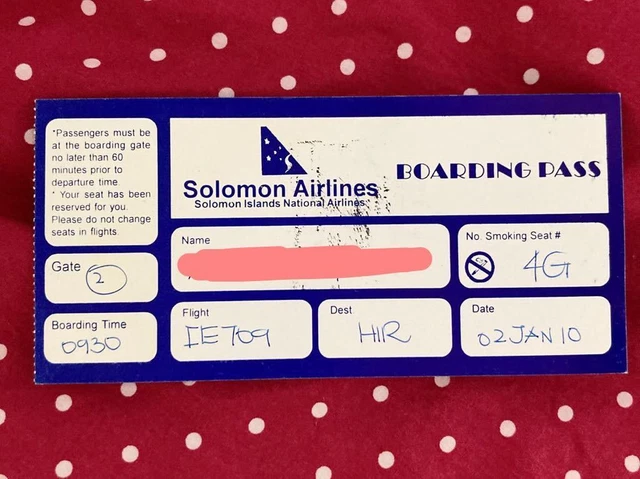 *Passengers must be
at the boarding gate
no later than 60
minutes prior to
departure time.
* Your seat has been
reserved for you.
Please do not change
seats in flights.
Gate
2
Boarding Time
0930
Solomon Airlines
Solomon Islands National Airlines
BOARDING PASS
Name
No. Smoking Seat #
4G
Flight
IE709
Dest
HIR
Date
02JAN10